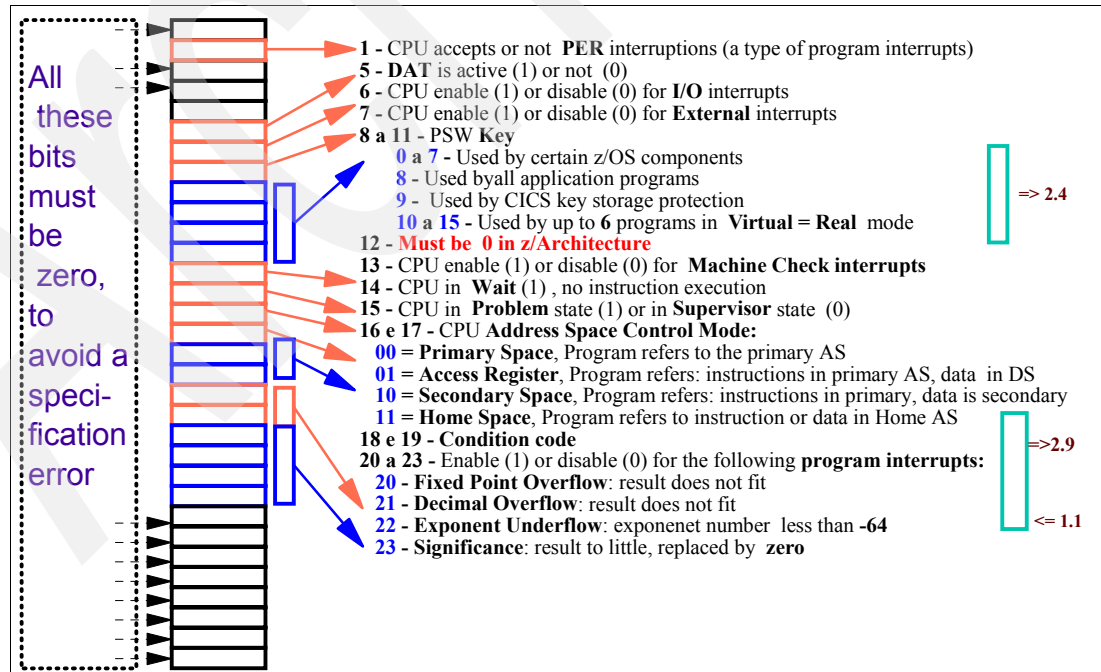 All
these
bits
must
be
zero,
to
avoid a
speci-
fication
error
1 - CPU accepts or not PER interruptions (a type of program interrupts)
5 - DAT is active (1) or not (0)
6 - CPU enable (1) or disable (0) for I/O interrupts
7 - CPU enable (1) or disable (0) for External interrupts
8 a 11 - PSW Key
0 a 7 - Used by certain z/OS components
8 - Used byall application programs
9 - Used by CICS key storage protection
10 a 15 - Used by up to 6 programs in Virtual = Real mode
=> 2.4
12 - Must be 0 in z/Architecture
13 - CPU enable (1) or disable (0) for Machine Check interrupts
14 - CPU in Wait (1) , no instruction execution
15 - CPU in Problem state (1) or in Supervisor state (0)
16 e 17 - CPU Address Space Control Mode:
00 = Primary Space, Program refers to the primary AS
01 = Access Register, Program refers: instructions in primary AS, data in DS
10 = Secondary Space, Program refers: instructions in primary, data is secondary
11 = Home Space, Program refers to instruction or data in Home AS
18 e 19 - Condition code
20 a 23 - Enable (1) or disable (0) for the following program interrupts:
20 - Fixed Point Overflow: result does not fit
21 - Decimal Overflow: result does not fit
22 - Exponent Underflow: exponenet number less than -64
23 - Significance: result to little, replaced by zero
=>2.9
<= 1.1